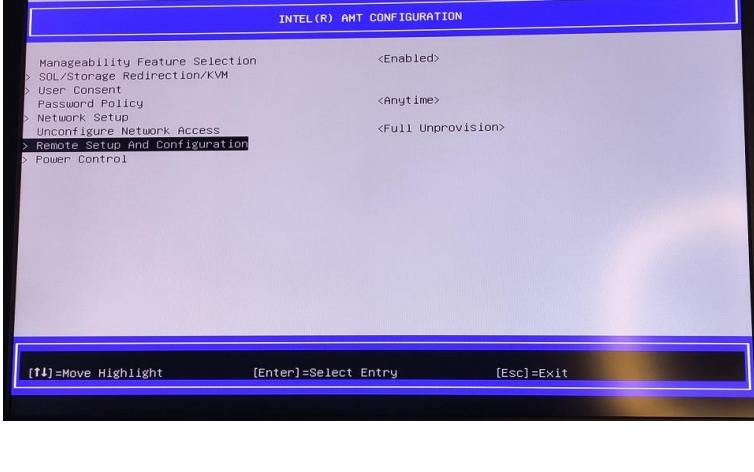 INTEL(R) AMT CONFIGURATION
Manageability Feature Selection <Enabled>
> SOL/Storage Redirection/KVM
> User Consent
Password Policy <Anytime>
> Network Setup
Unconfigure Network Access <Full Unprovision>
> Remote Setup And Configuration
> Power Control
[↑↓]=Move Highlight [Enter]=Select Entry [Esc]=Exit